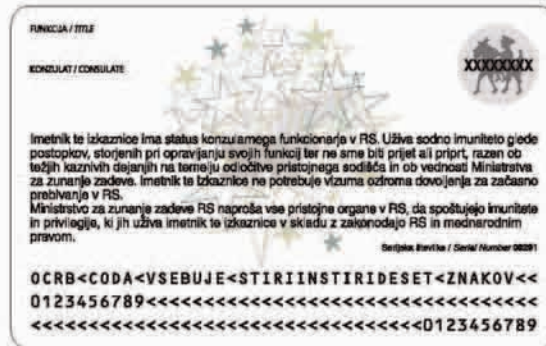 FUNKCIJA / TITLE
KONZULAT / CONSULATE
XXXXXXXX
Imetnik te izkaznice ima status konzularnega funkcionarja v RS. Uživa sodno imuniteto glede
postopkov, storjenih pri opravljanju svojih funkcij ter ne sme biti prijet ali priprt, razen ob
težjih kaznivih dejanjih na temelju odločitve pristojnega sodišča in ob vednosti Ministrstva
za zunanje zadeve. Imetnik te izkaznice ne potrebuje vizuma oziroma dovoljenja za začasno
prebivanje v RS.
Ministrstvo za zunanje zadeve RS naproša vse pristojne organe v RS, da spoštujejo imunitete
in privilegije, ki jih uživa imetnik te izkaznice v skladu z zakonodajo RS in mednarodnim
pravom.
Serijska številka / Serial Number 00291
OCRB<CODA<VSEBUJE<STIRIINSTIRIDESET<ZNAKOV<<
0123456789<<<<<<<<<<<<<<<<<<<<<<<<<<<<<<<<<<
<<<<<<<<<<<<<<<<<<<<<<<<<<<<<<<<<<0123456789